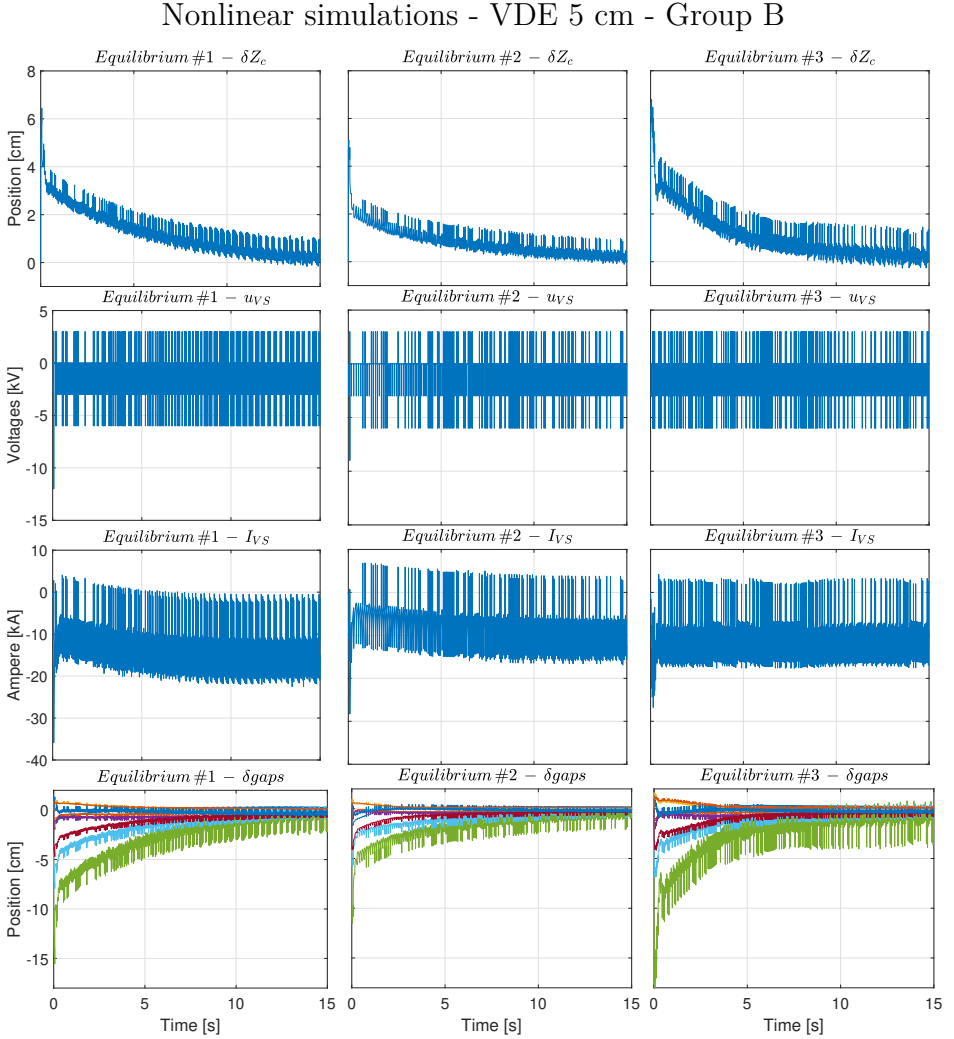 Nonlinear simulations - VDE 5 cm - Group B
Equilibrium #1 − δZc
Equilibrium #2 − δZc
Equilibrium #3 − δZc
Position [cm]
8
6
4
2
0
Equilibrium #1 − uVS
Equilibrium #2 − uVS
Equilibrium #3 − uVS
Voltages [kV]
5
0
-5
-10
-15
Equilibrium #1 − IVS
Equilibrium #2 − IVS
Equilibrium #3 − IVS
Ampere [kA]
10
0
-10
-20
-30
-40
Equilibrium #1 − δgaps
Equilibrium #2 − δgaps
Equilibrium #3 − δgaps
Position [cm]
0
-5
-10
-15
0 5 10 15
0 5 10 15
0 5 10 15
Time [s]
Time [s]
Time [s]